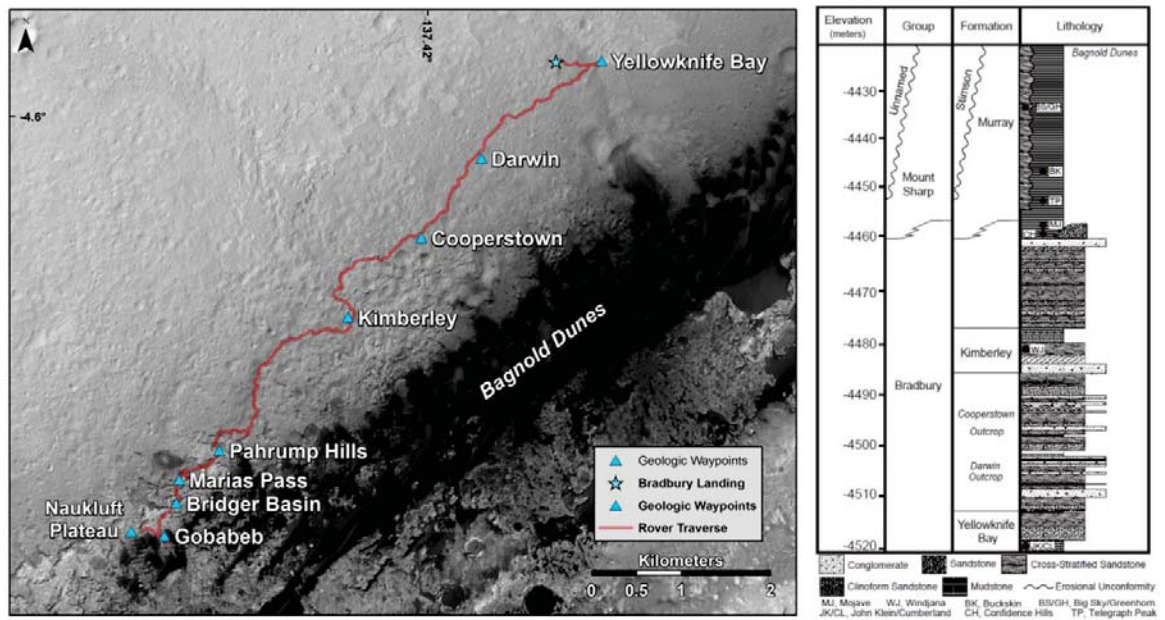 N
-137.42°
-4.6°
Yellowknife Bay
Darwin
Cooperstown
Kimberley
Bagnold Dunes
Pahrump Hills
Marias Pass
Bridger Basin
Naukluft
Plateau
Gobabeb
Geologic Waypoints
Bradbury Landing
Geologic Waypoints
Rover Traverse
Kilometers
0 0.5 1 2
Elevation
(meters)
Group
Formation
Lithology
Bagnold Dunes
-4430
-4440
-4450
-4460
-4470
-4480
-4490
-4500
-4510
-4520
Unnamed
Mount
Sharp
Bradbury
Stimson
Murray
Kimberley
Cooperstown
Outcrop
Darwin
Outcrop
Yellowknife
Bay
BS/GH
BK
TP
MJ
CH
WJ
JK/CL
Conglomerate
Sandstone
Cross-Stratified Sandstone
Clinoform Sandstone
Mudstone
Erosional Unconformity
MJ, Mojave WJ, Windjana BK, Buckskin BS/GH, Big Sky/Greenhorn
JK/CL, John Klein/Cumberland CH, Confidence Hills TP, Telegraph Peak